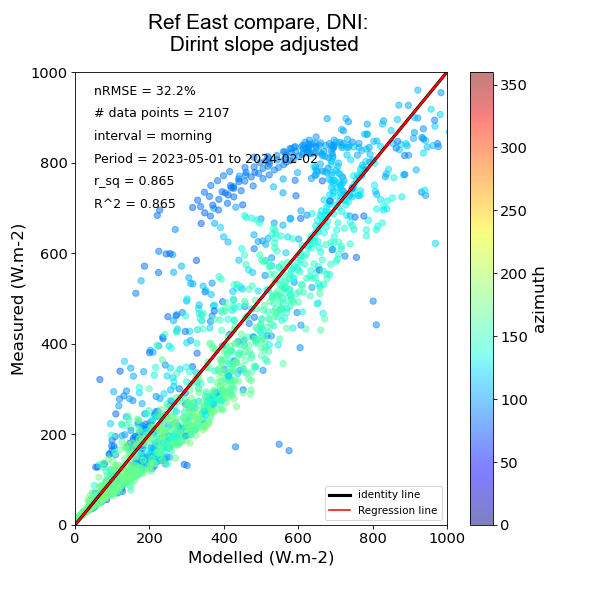 Ref East compare, DNI:
Dirint slope adjusted
nRMSE = 32.2%
# data points = 2107
interval = morning
Period = 2023-05-01 to 2024-02-02
r_sq = 0.865
R^2 = 0.865
1000
800
600
400
200
0
Measured (W.m-2)
0 200 400 600 800 1000
Modelled (W.m-2)
identity line
Regression line
350
300
250
200
150
100
50
0
azimuth